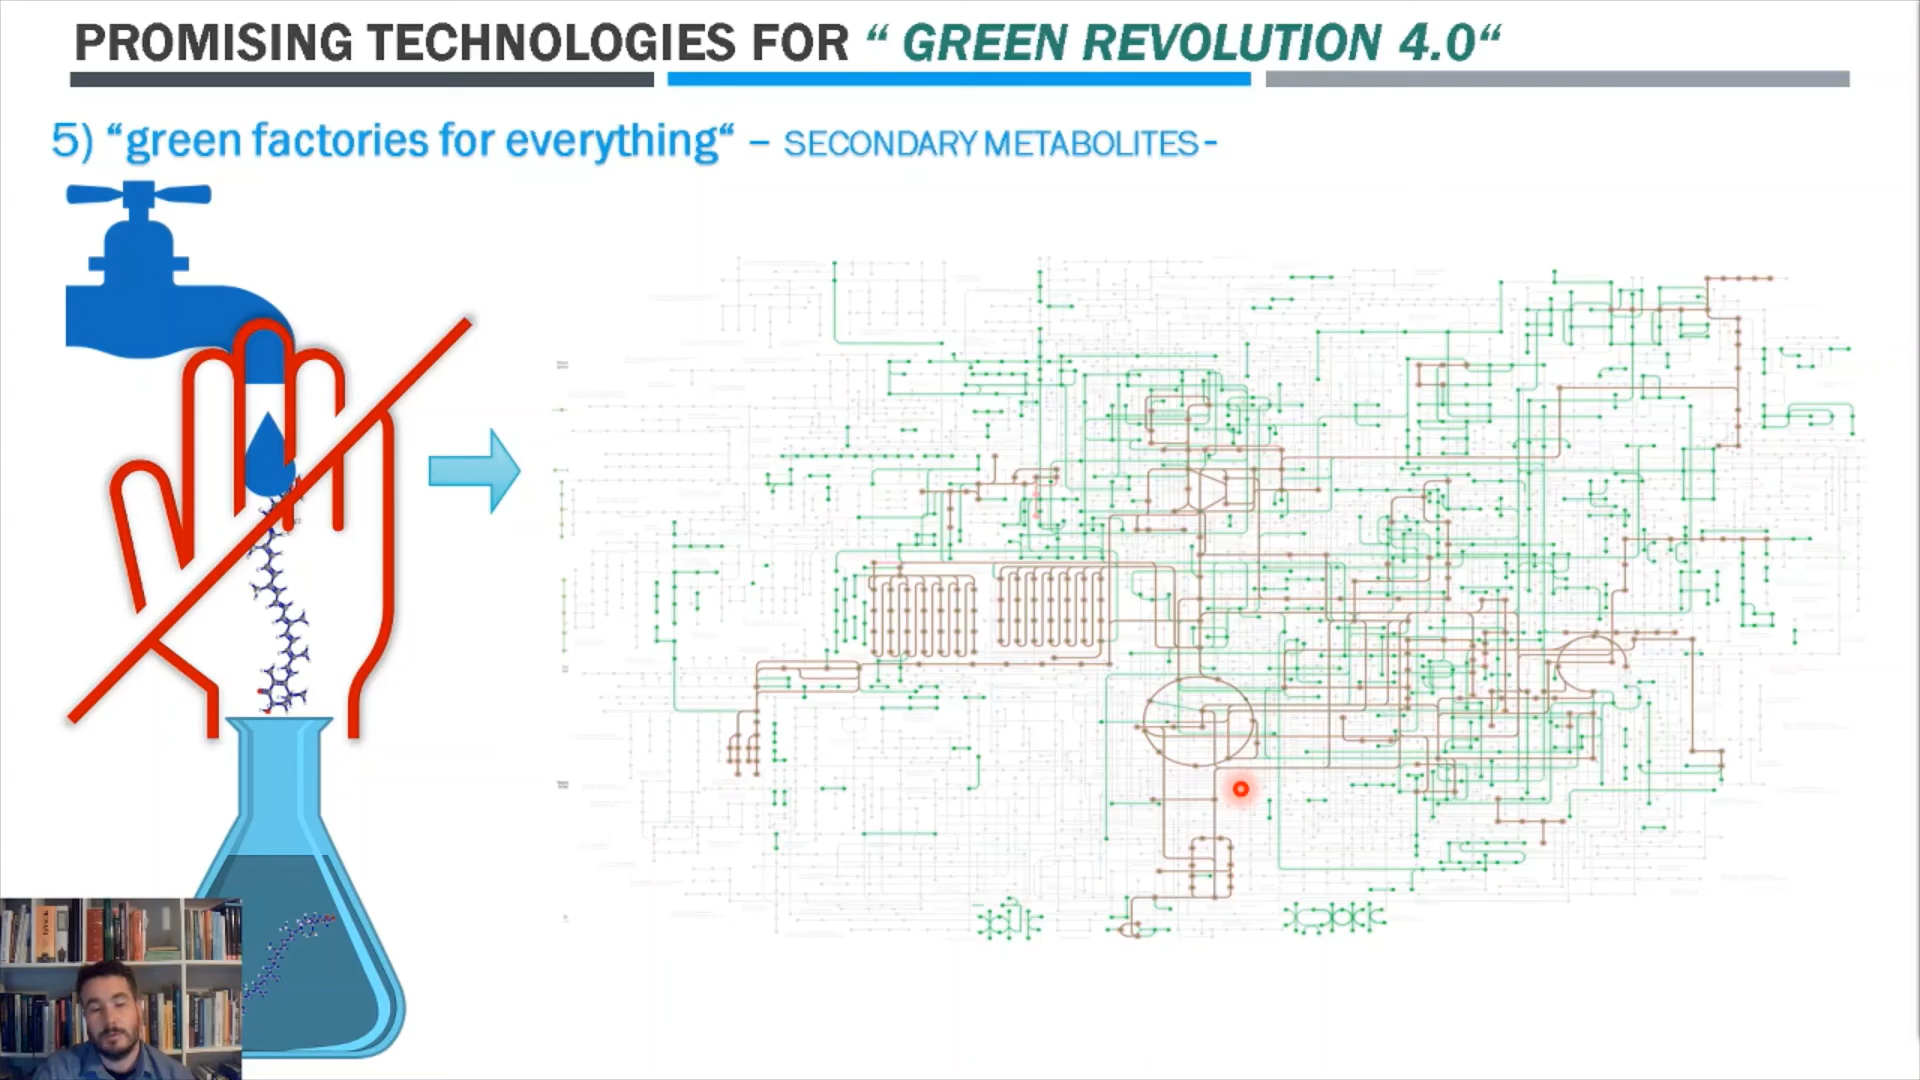 PROMISING TECHNOLOGIES FOR “ GREEN REVOLUTION 4.0“
5) “green factories for everything“ – SECONDARY METABOLITES -